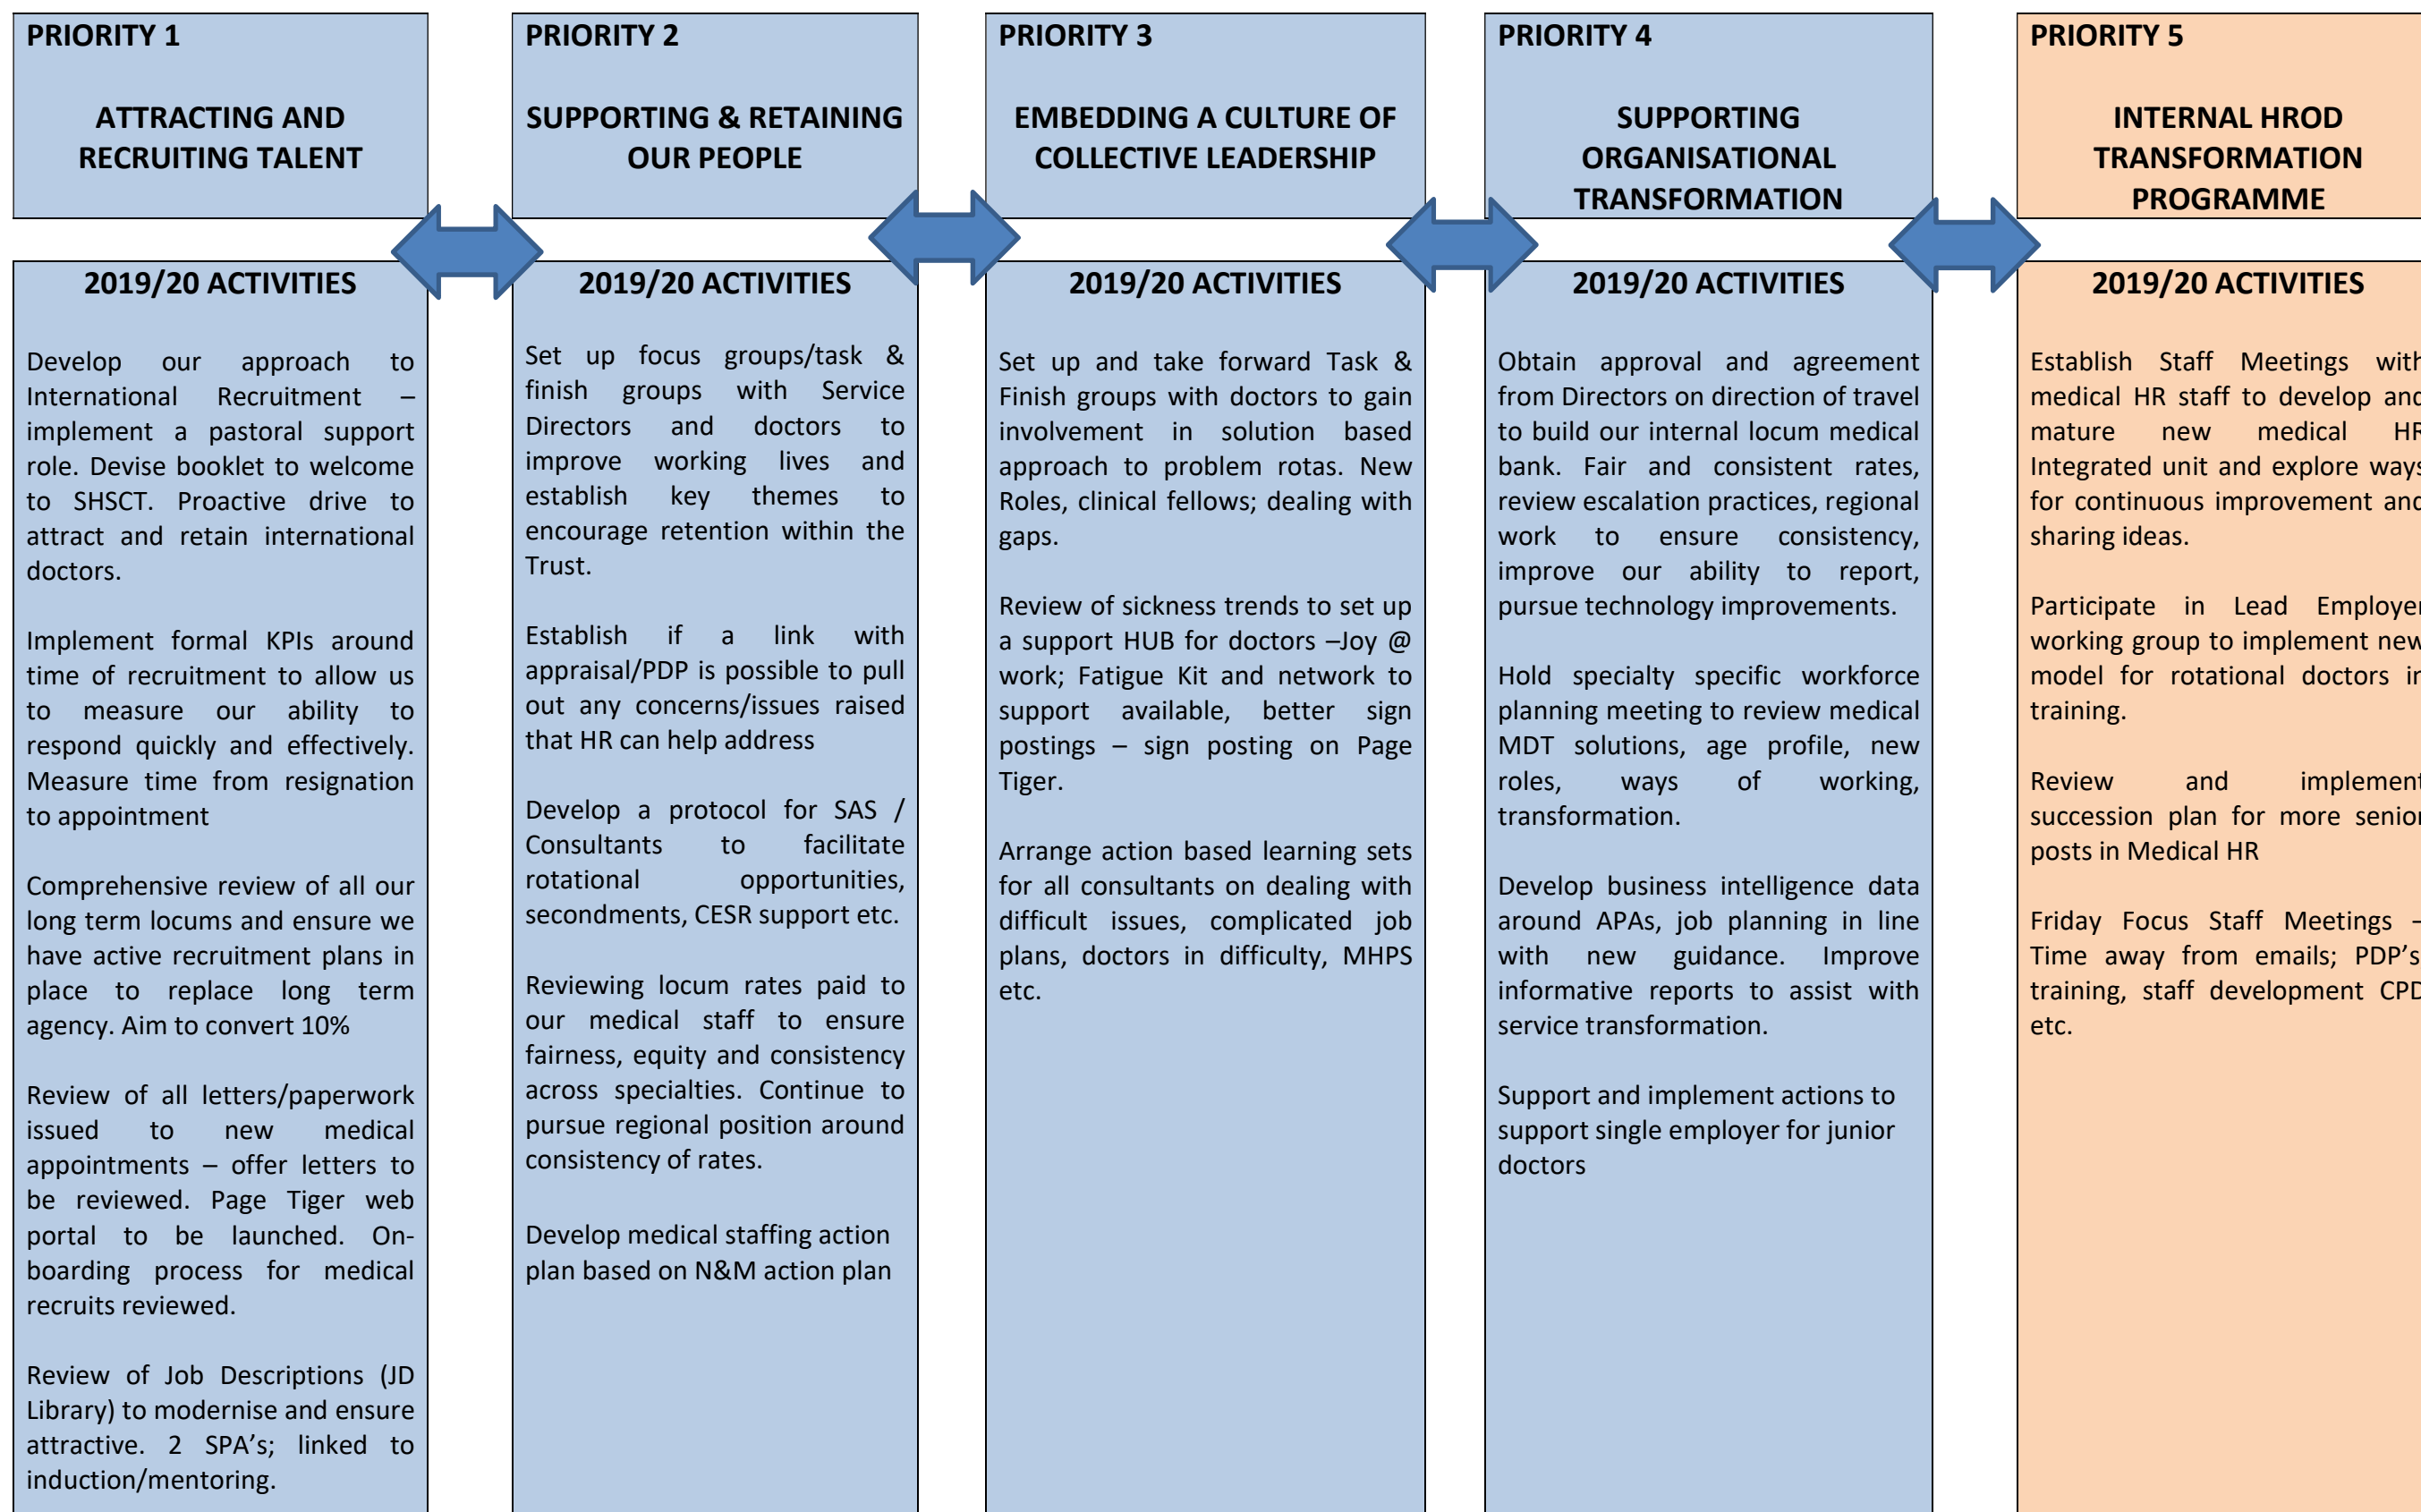 PRIORITY 1
ATTRACTING AND
RECRUITING TALENT
2019/20 ACTIVITIES
Develop our approach to
International Recruitment –
implement a pastoral support
role. Devise booklet to welcome
to SHSCT. Proactive drive to
attract and retain international
doctors.
Implement formal KPIs around
time of recruitment to allow us
to measure our ability to
respond quickly and effectively.
Measure time from resignation
to appointment
Comprehensive review of all our
long term locums and ensure we
have active recruitment plans in
place to replace long term
agency. Aim to convert 10%
Review of all letters/paperwork
issued to new medical
appointments – offer letters to
be reviewed. Page Tiger web
portal to be launched. On-
boarding process for medical
recruits reviewed.
Review of Job Descriptions (JD
Library) to modernise and ensure
attractive. 2 SPA’s; linked to
induction/mentoring.
PRIORITY 2
SUPPORTING & RETAINING
OUR PEOPLE
2019/20 ACTIVITIES
Set up focus groups/task &
finish groups with Service
Directors and doctors to
improve working lives and
establish key themes to
encourage retention within the
Trust.
Establish if a link with
appraisal/PDP is possible to pull
out any concerns/issues raised
that HR can help address
Develop a protocol for SAS /
Consultants to facilitate
rotational opportunities,
secondments, CESR support etc.
Reviewing locum rates paid to
our medical staff to ensure
fairness, equity and consistency
across specialties. Continue to
pursue regional position around
consistency of rates.
Develop medical staffing action
plan based on N&M action plan
PRIORITY 3
EMBEDDING A CULTURE OF
COLLECTIVE LEADERSHIP
2019/20 ACTIVITIES
Set up and take forward Task &
Finish groups with doctors to gain
involvement in solution based
approach to problem rotas. New
Roles, clinical fellows; dealing with
gaps.
Review of sickness trends to set up
a support HUB for doctors –Joy @
work; Fatigue Kit and network to
support available, better sign
postings – sign posting on Page
Tiger.
Arrange action based learning sets
for all consultants on dealing with
difficult issues, complicated job
plans, doctors in difficulty, MHPS
etc.
PRIORITY 4
SUPPORTING
ORGANISATIONAL
TRANSFORMATION
2019/20 ACTIVITIES
Obtain approval and agreement
from Directors on direction of travel
to build our internal locum medical
bank. Fair and consistent rates,
review escalation practices, regional
work to ensure consistency,
improve our ability to report,
pursue technology improvements.
Hold specialty specific workforce
planning meeting to review medical
MDT solutions, age profile, new
roles, ways of working,
transformation.
Develop business intelligence data
around APAs, job planning in line
with new guidance. Improve
informative reports to assist with
service transformation.
Support and implement actions to
support single employer for junior
doctors
PRIORITY 5
INTERNAL HROD
TRANSFORMATION
PROGRAMME
2019/20 ACTIVITIES
Establish Staff Meetings with
medical HR staff to develop and
mature new medical HR
Integrated unit and explore ways
for continuous improvement and
sharing ideas.
Participate in Lead Employer
working group to implement new
model for rotational doctors in
training.
Review and implement
succession plan for more senior
posts in Medical HR
Friday Focus Staff Meetings –
Time away from emails; PDP’s
training, staff development CPD
etc.